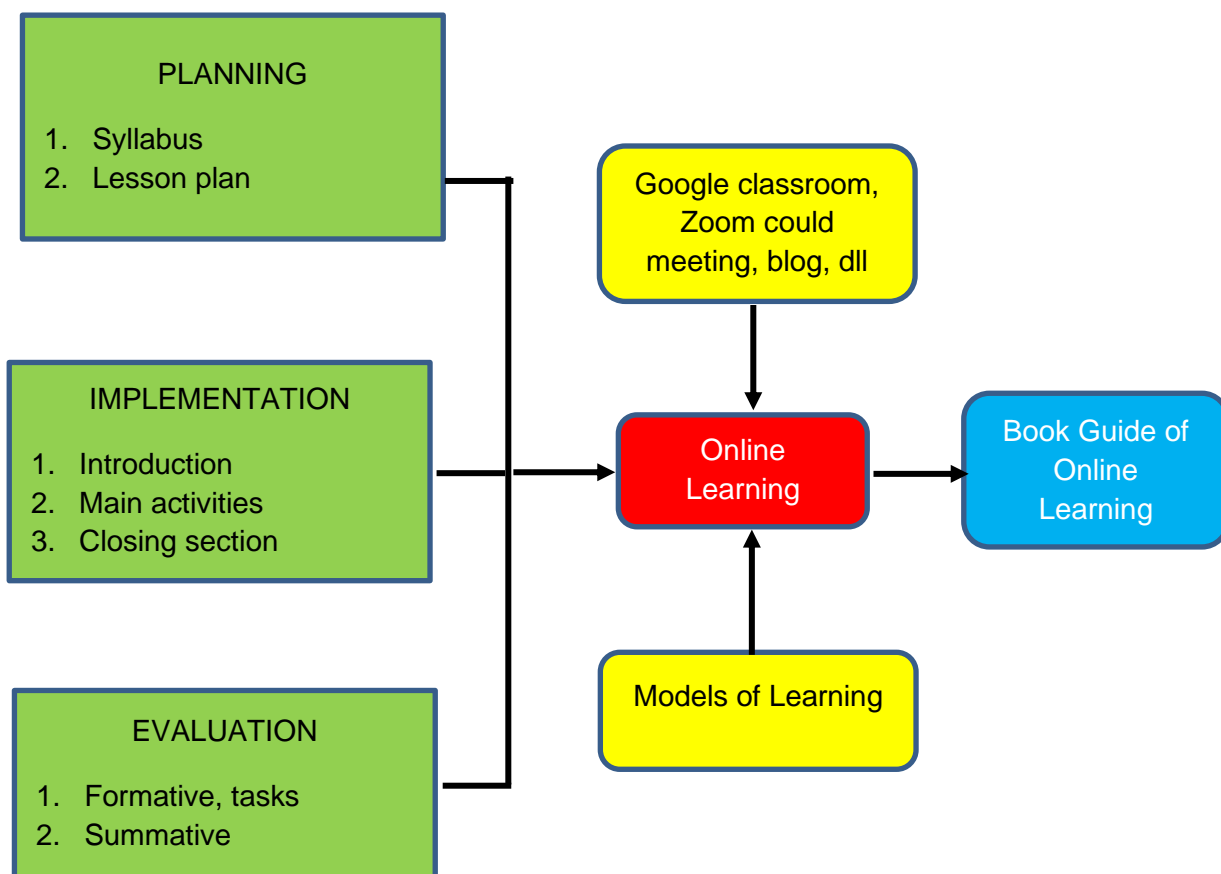 PLANNING
1. Syllabus
2. Lesson plan
Google classroom,
Zoom could
meeting, blog, dll
IMPLEMENTATION
1. Introduction
2. Main activities
3. Closing section
Online
Learning
Book Guide of
Online
Learning
Models of Learning
EVALUATION
1. Formative, tasks
2. Summative